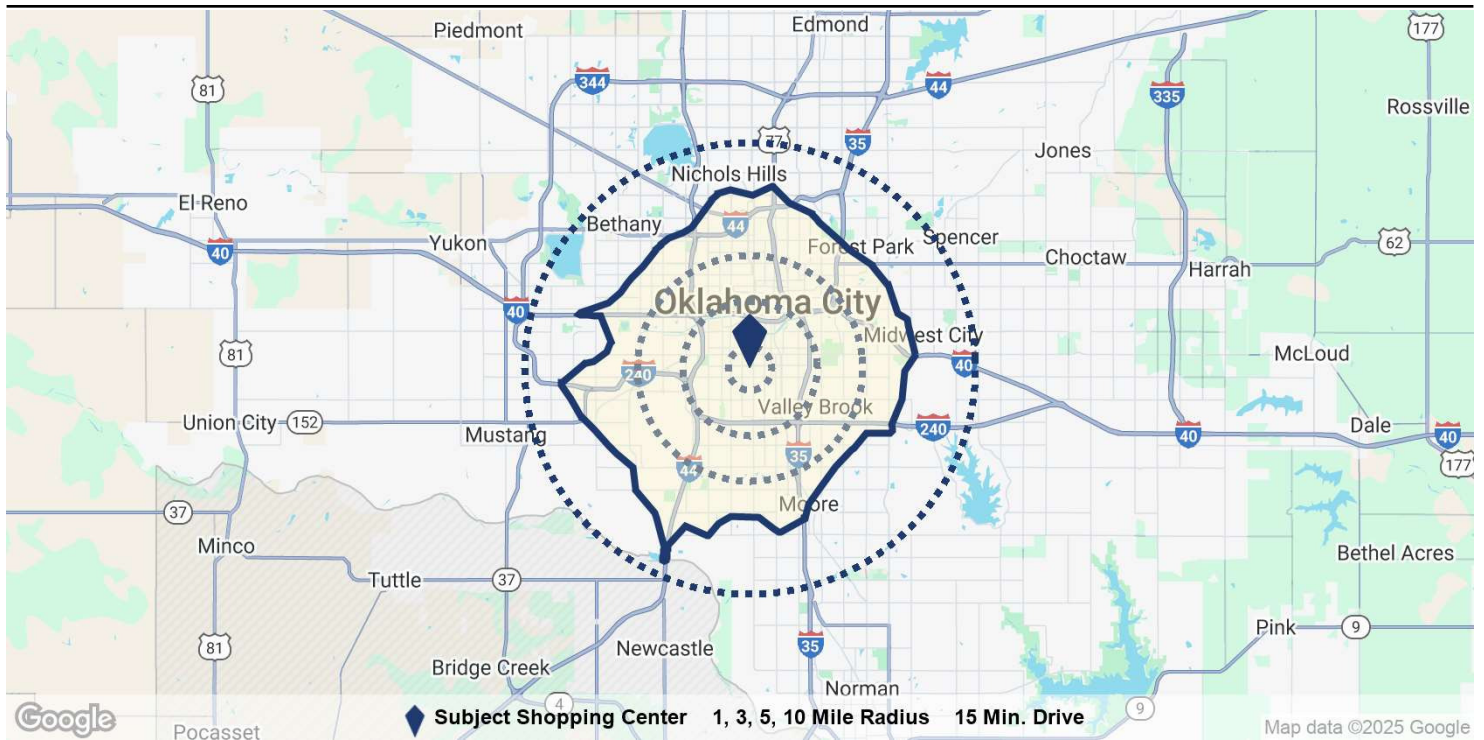 Piedmont
Edmond
177
81
344
44
335
Rossville
77
35
Jones
Nichols Hills
El Reno
Bethany
44
Yukon
Forest Park
Spencer
62
40
Choctaw
Harrah
Oklahoma City
40
Midwest City
81
McLoud
240
40
Valley Brook
Union City
152
Mustang
240
Dale
40
40
35
177
44
Moore
37
Minco
Bethel Acres
Tuttle
37
Pink
9
81
Newcastle
35
Bridge Creek
Norman
4
9
Google
Subject Shopping Center 1, 3, 5, 10 Mile Radius 15 Min. Drive
Map data ©2025 Google
Pocasset